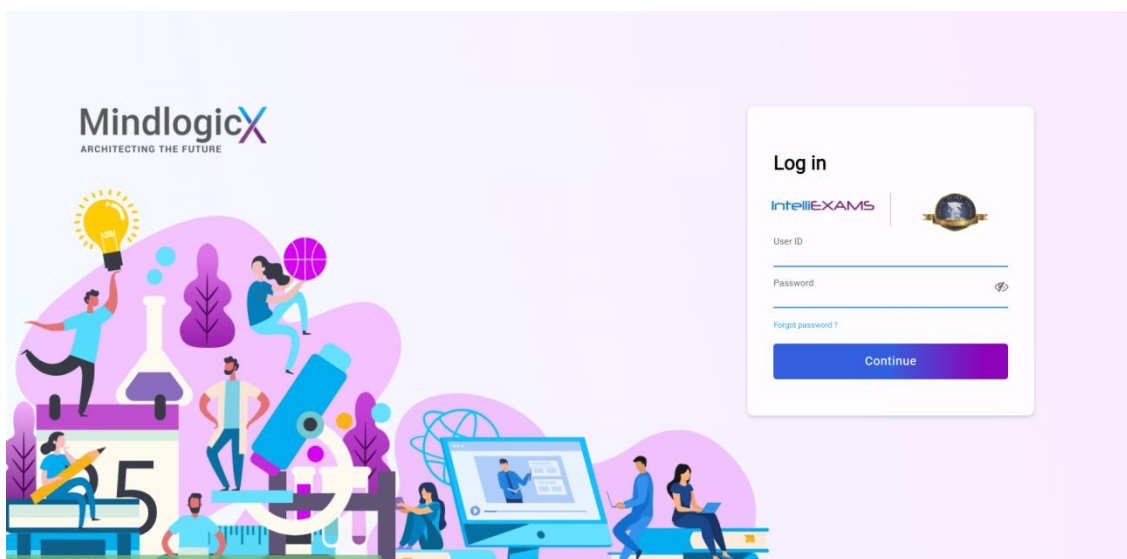 MindlogicX
ARCHITECTING THE FUTURE
Log in
IntelliEXAMS
User ID
Password
Forgot password ?
Continue
25